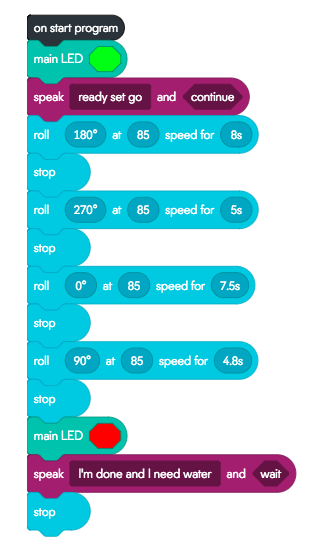 on start program
main LED
speak ready set go and continue
roll 180° at 85 speed for 8s
stop
roll 270° at 85 speed for 5s
stop
roll 0° at 85 speed for 7.5s
stop
roll 90° at 85 speed for 4.8s
stop
main LED
speak I'm done and I need water and wait
stop